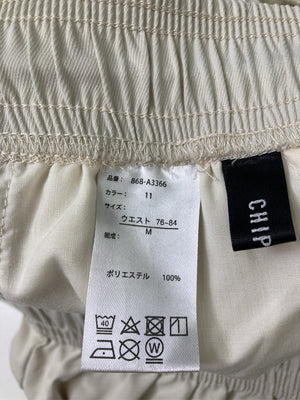 品番: 868-A3366
カラー: 11
サイズ:
ウエスト 76-84
M
組成:
ポリエステル 100%
40
W
CHIP